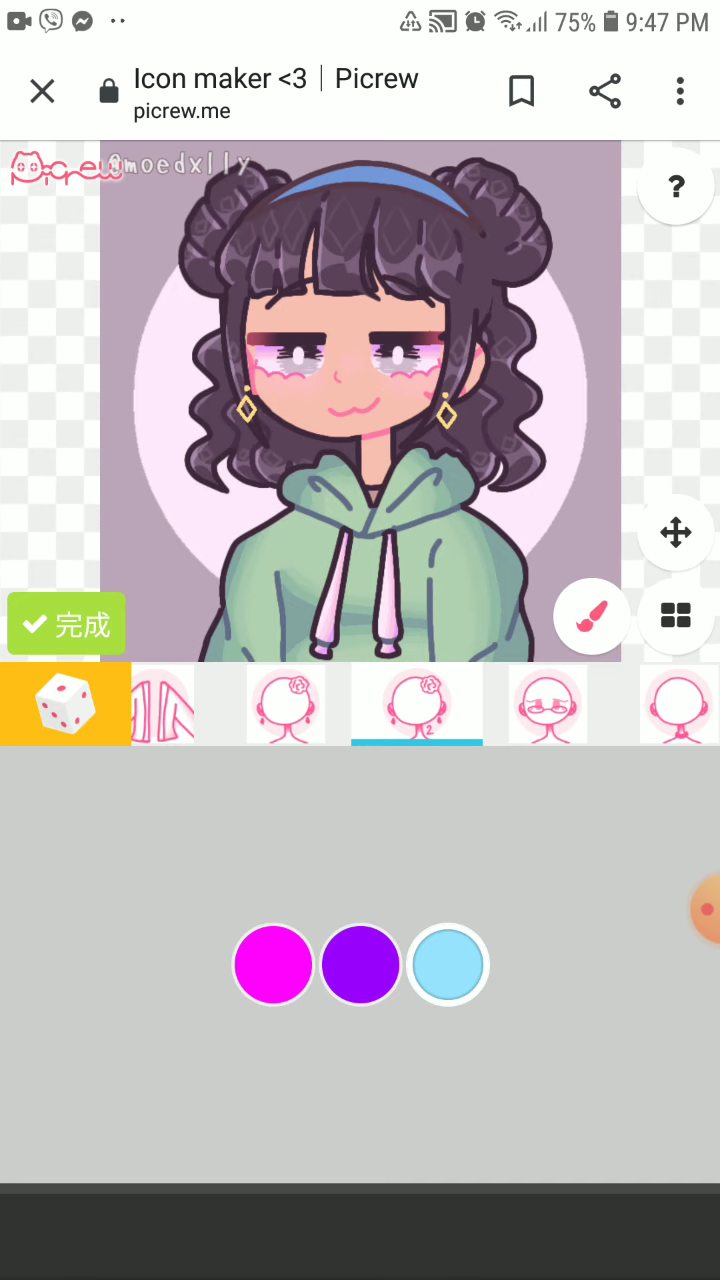 75% 9:47 PM
Icon maker <3｜Picrew
picrew.me
Picrew
@moedxlly
?
完成
2